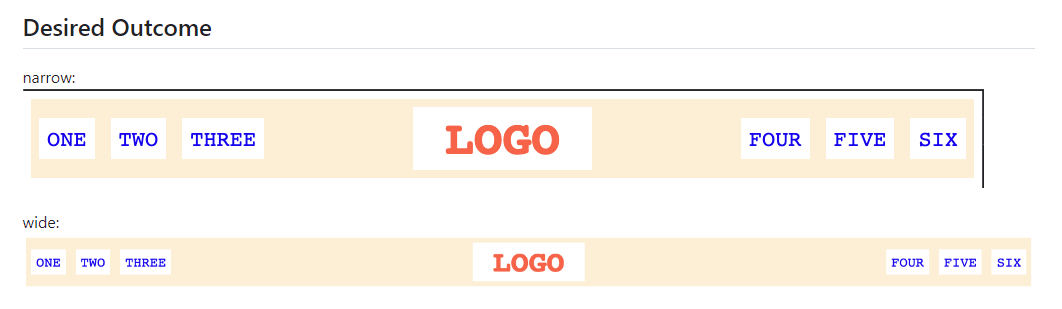 Desired Outcome
narrow:
ONE TWO THREE LOGO FOUR FIVE SIX
wide:
ONE TWO THREE LOGO FOUR FIVE SIX